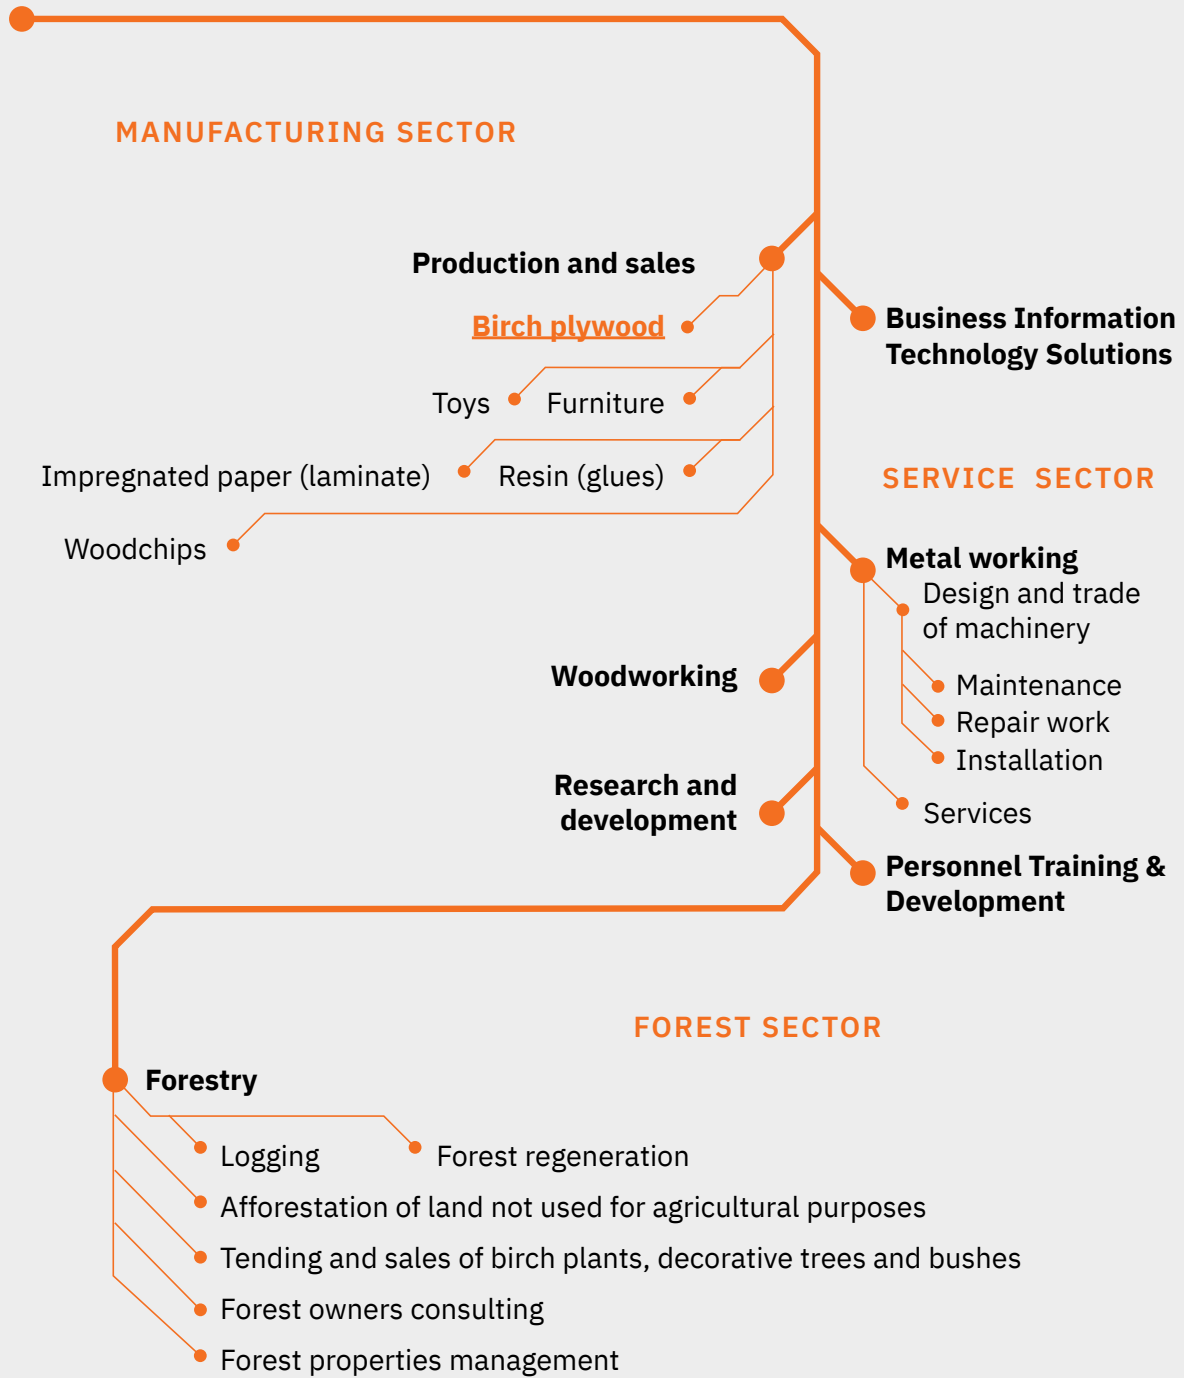 MANUFACTURING SECTOR
Production and sales
Birch plywood
Toys
Furniture
Impregnated paper (laminate)
Resin (glues)
Woodchips
Woodworking
Research and
development
Business Information
Technology Solutions
SERVICE SECTOR
Metal working
Design and trade
of machinery
Maintenance
Repair work
Installation
Services
Personnel Training &
Development
FOREST SECTOR
Forestry
Logging
Forest regeneration
Afforestation of land not used for agricultural purposes
Tending and sales of birch plants, decorative trees and bushes
Forest owners consulting
Forest properties management